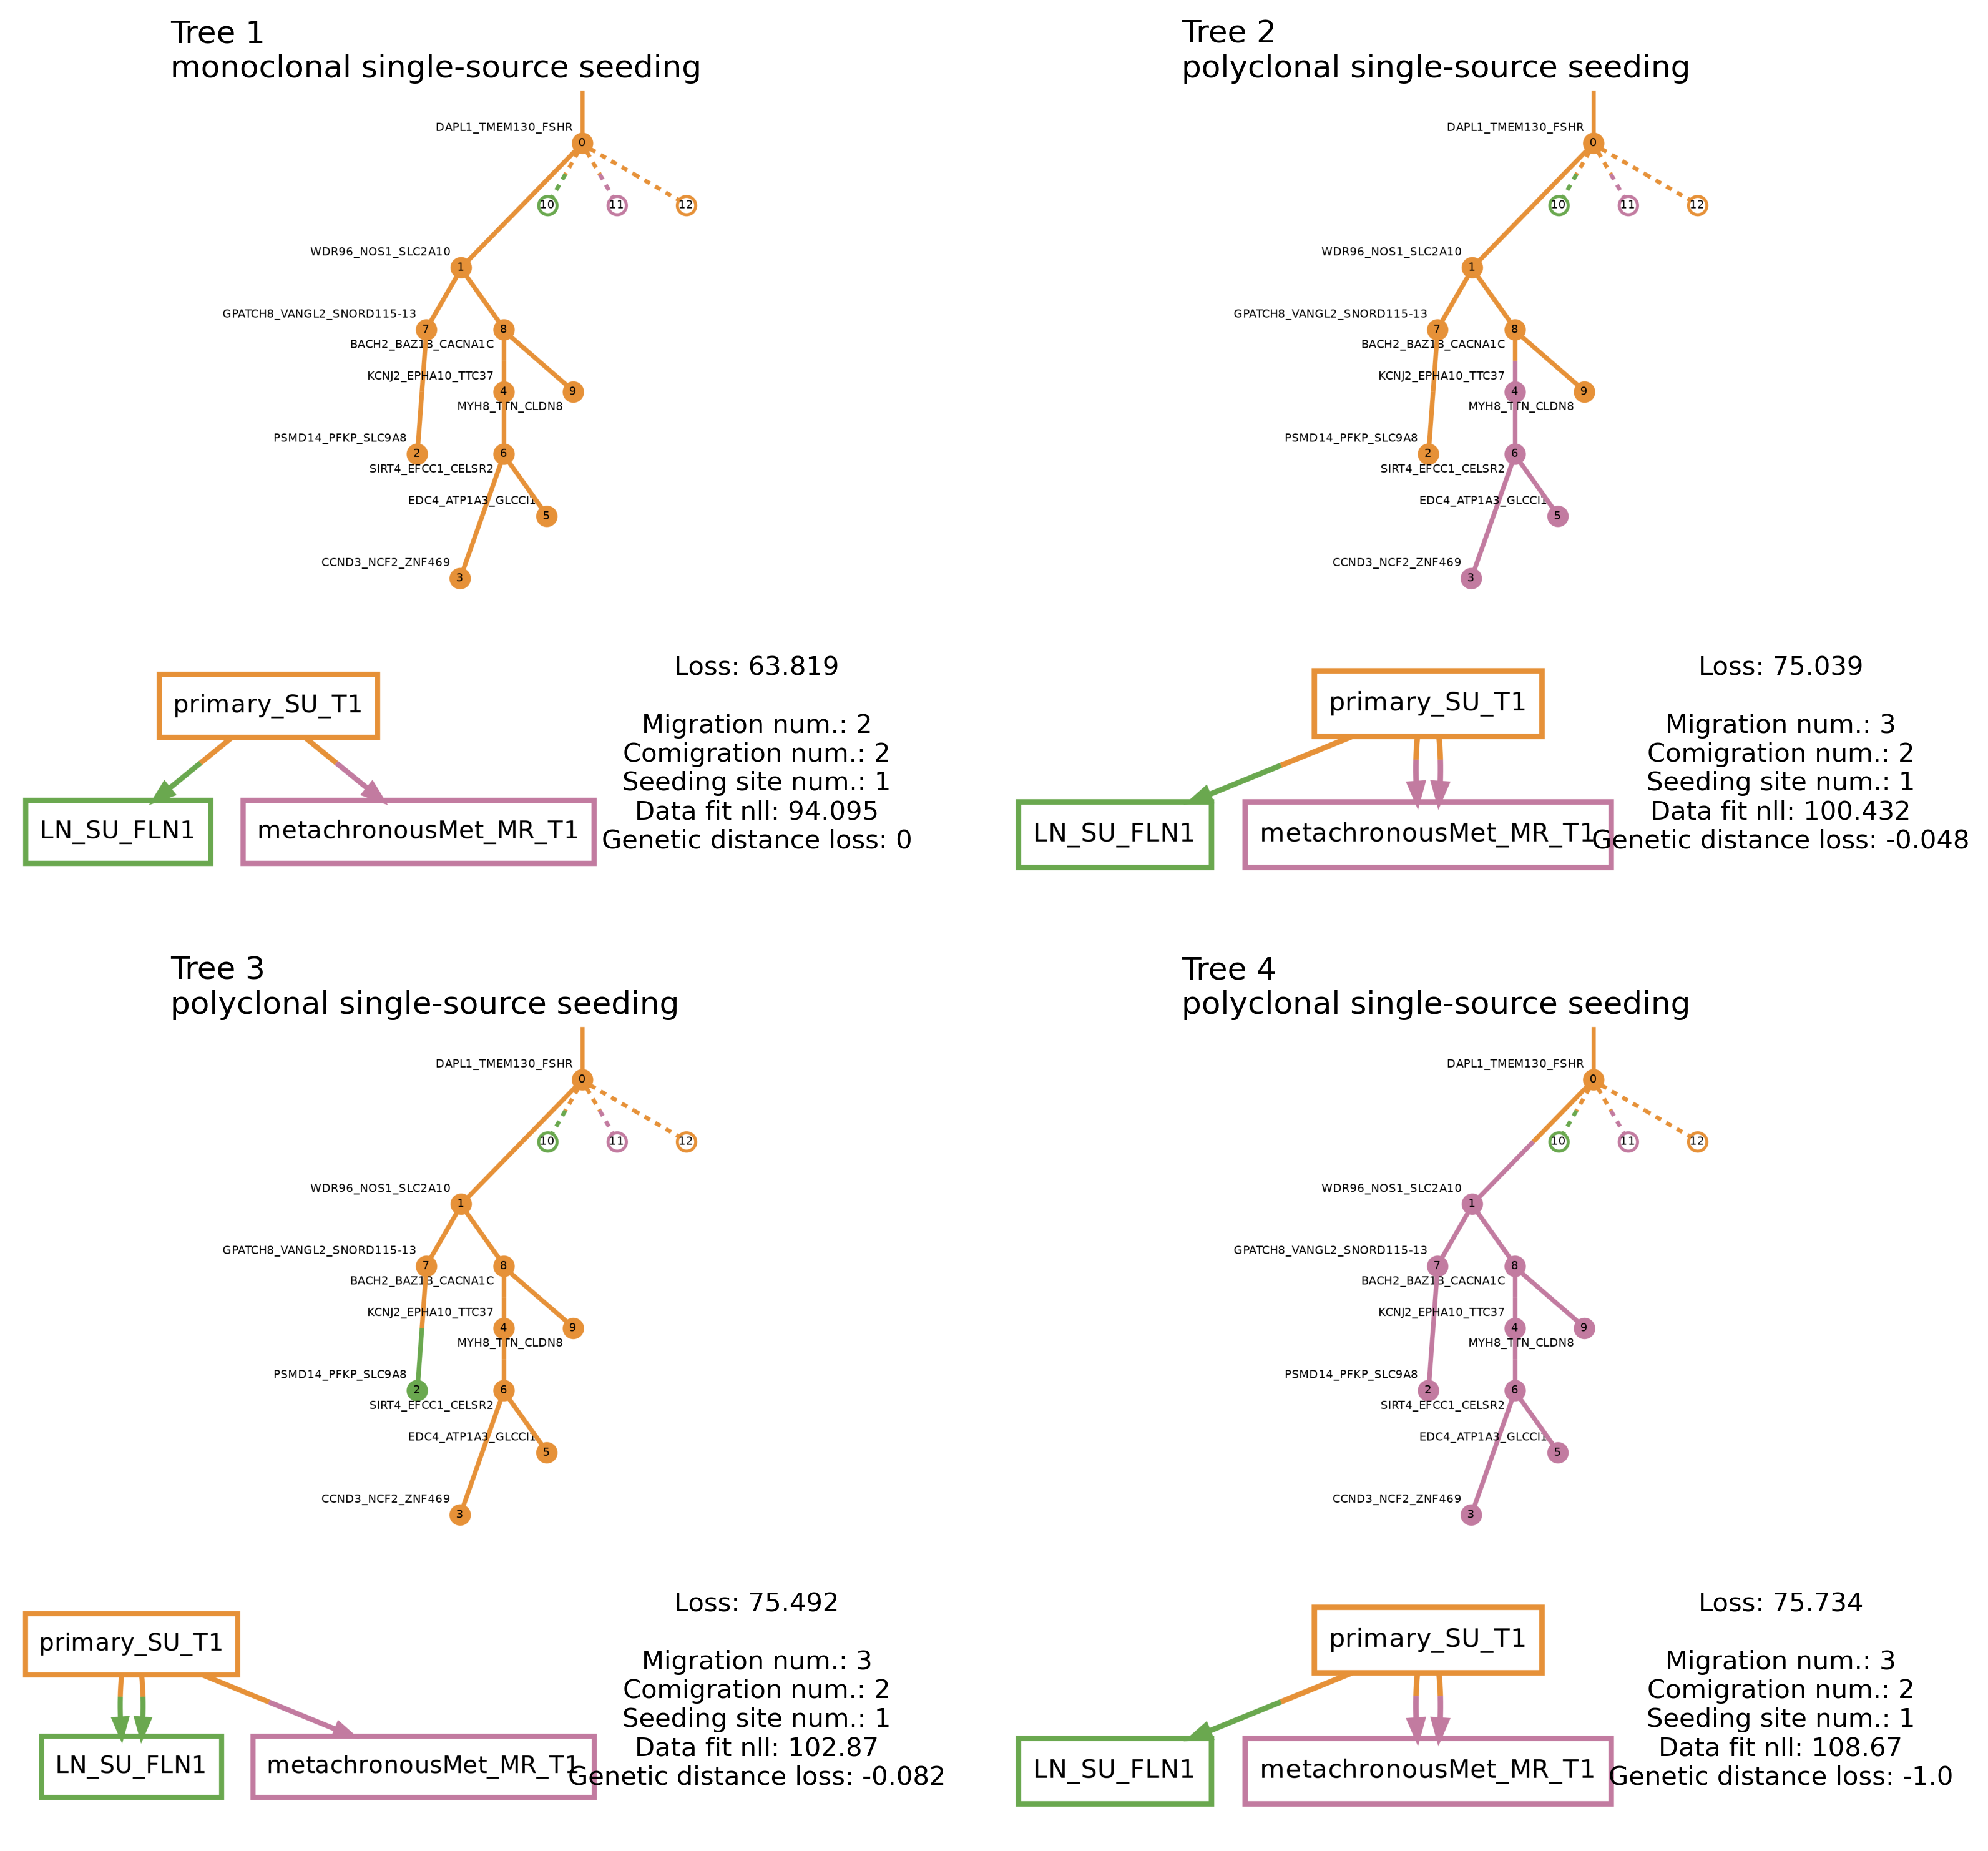 Tree 1
monoclonal single-source seeding
DAPL1_TMEM130_FSHR
0
10
11
12
WDR96_NOS1_SLC2A10
1
GPATCH8_VANGL2_SNORD115-13
7
8
BACH2_BAZ1B_CACNA1C
KCNJ2_EPHA10_TTC37
4
9
MYH8_TTN_CLDN8
PSMD14_PFKP_SLC9A8
2
6
SIRT4_EFCC1_CELSR2
EDC4_ATP1A3_GLCCI1
5
CCND3_NCF2_ZNF469
3
primary_SU_T1
LN_SU_FLN1
metachronousMet_MR_T1
Loss: 63.819
Migration num.: 2
Comigration num.: 2
Seeding site num.: 1
Data fit nll: 94.095
Genetic distance loss: 0
Tree 2
polyclonal single-source seeding
DAPL1_TMEM130_FSHR
0
10
11
12
WDR96_NOS1_SLC2A10
1
GPATCH8_VANGL2_SNORD115-13
7
8
BACH2_BAZ1B_CACNA1C
KCNJ2_EPHA10_TTC37
4
9
MYH8_TTN_CLDN8
PSMD14_PFKP_SLC9A8
2
6
SIRT4_EFCC1_CELSR2
EDC4_ATP1A3_GLCCI1
5
CCND3_NCF2_ZNF469
3
primary_SU_T1
LN_SU_FLN1
metachronousMet_MR_T1
Loss: 75.039
Migration num.: 3
Comigration num.: 2
Seeding site num.: 1
Data fit nll: 100.432
Genetic distance loss: -0.048
Tree 3
polyclonal single-source seeding
DAPL1_TMEM130_FSHR
0
10
11
12
WDR96_NOS1_SLC2A10
1
GPATCH8_VANGL2_SNORD115-13
7
8
BACH2_BAZ1B_CACNA1C
KCNJ2_EPHA10_TTC37
4
9
MYH8_TTN_CLDN8
PSMD14_PFKP_SLC9A8
2
6
SIRT4_EFCC1_CELSR2
EDC4_ATP1A3_GLCCI1
5
CCND3_NCF2_ZNF469
3
primary_SU_T1
LN_SU_FLN1
metachronousMet_MR_T1
Loss: 75.492
Migration num.: 3
Comigration num.: 2
Seeding site num.: 1
Data fit nll: 102.87
Genetic distance loss: -0.082
Tree 4
polyclonal single-source seeding
DAPL1_TMEM130_FSHR
0
10
11
12
WDR96_NOS1_SLC2A10
1
GPATCH8_VANGL2_SNORD115-13
7
8
BACH2_BAZ1B_CACNA1C
KCNJ2_EPHA10_TTC37
4
9
MYH8_TTN_CLDN8
PSMD14_PFKP_SLC9A8
2
6
SIRT4_EFCC1_CELSR2
EDC4_ATP1A3_GLCCI1
5
CCND3_NCF2_ZNF469
3
primary_SU_T1
LN_SU_FLN1
metachronousMet_MR_T1
Loss: 75.734
Migration num.: 3
Comigration num.: 2
Seeding site num.: 1
Data fit nll: 108.67
Genetic distance loss: -1.0